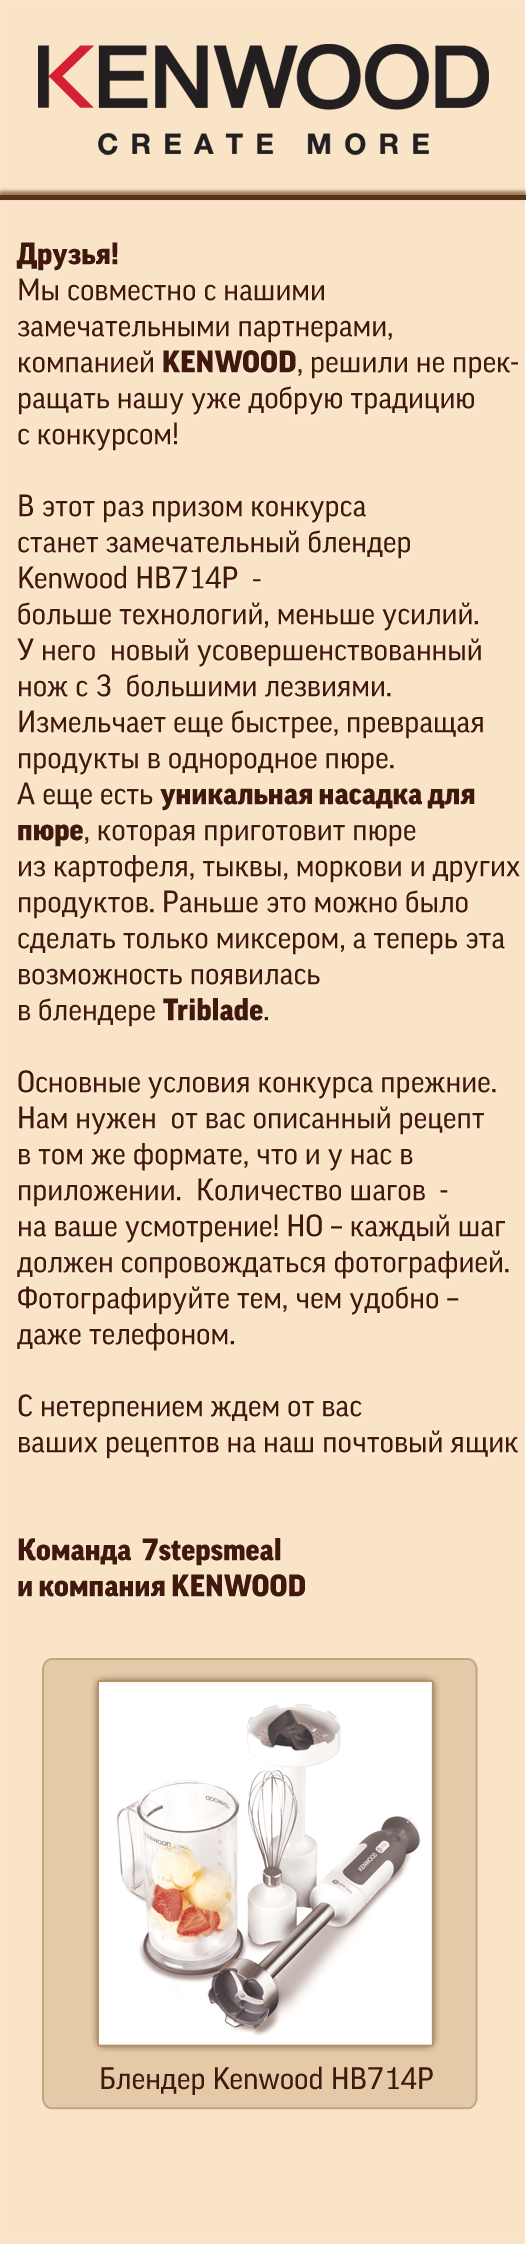 KENWOOD
CREATE MORE
Друзья!
Мы совместно с нашими
замечательными партнерами,
компанией KENWOOD, решили не прек-
ращать нашу уже добрую традицию
с конкурсом!
В этот раз призом конкурса
станет замечательный блендер
Kenwood HB714P -
больше технологий, меньше усилий.
У него новый усовершенствованный
нож с 3 большими лезвиями.
Измельчает еще быстрее, превращая
продукты в однородное пюре.
А еще есть уникальная насадка для
пюре, которая приготовит пюре
из картофеля, тыквы, моркови и других
продуктов. Раньше это можно было
сделать только миксером, а теперь эта
возможность появилась
в блендере Triblade.
Основные условия конкурса прежние.
Нам нужен от вас описанный рецепт
в том же формате, что и у нас в
приложении. Количество шагов -
на ваше усмотрение! НО – каждый шаг
должен сопровождаться фотографией.
Фотографируйте тем, чем удобно –
даже телефоном.
С нетерпением ждем от вас
ваших рецептов на наш почтовый ящик
Команда 7stepsmeal
и компания KENWOOD
KENWOOD
KENWOOD
Блендер Kenwood HB714P